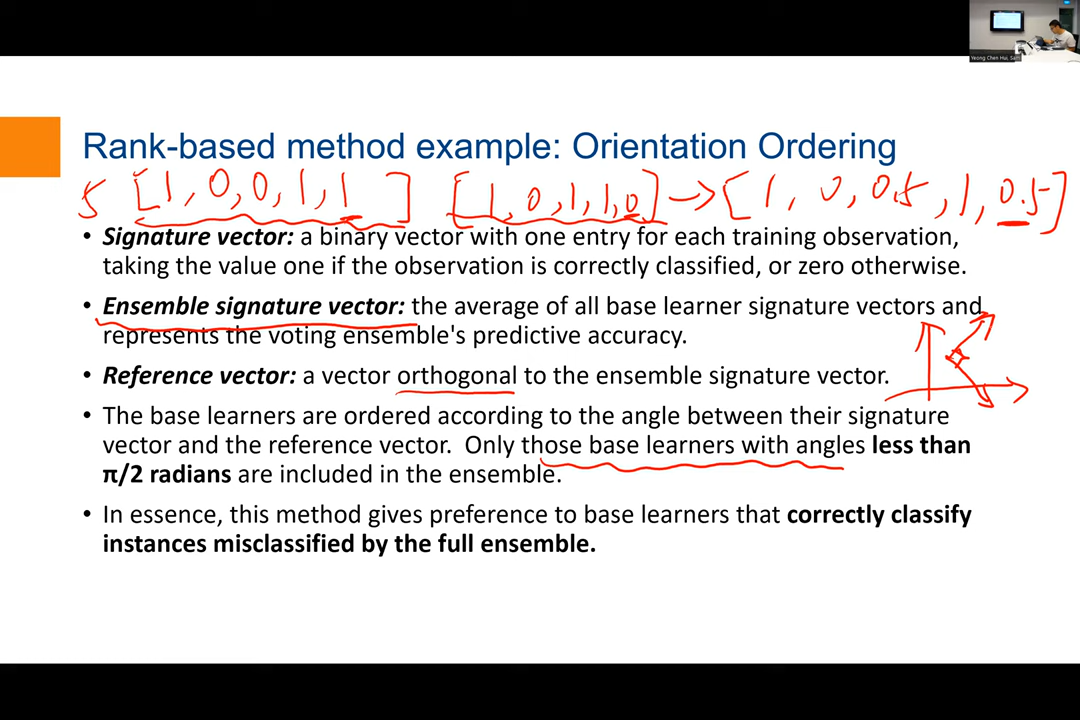 Yeong Chen Hui, Sam
Rank-based method example: Orientation Ordering
5 [1, 0, 0, 1, 1 ] [1, 0, 1, 1, 0] → [1, 0, 0.5, 1, 0.5]
• Signature vector: a binary vector with one entry for each training observation,
taking the value one if the observation is correctly classified, or zero otherwise.
• Ensemble signature vector: the average of all base learner signature vectors and
represents the voting ensemble's predictive accuracy.
• Reference vector: a vector orthogonal to the ensemble signature vector.
• The base learners are ordered according to the angle between their signature
vector and the reference vector. Only those base learners with angles less than
π/2 radians are included in the ensemble.
• In essence, this method gives preference to base learners that correctly classify
instances misclassified by the full ensemble.